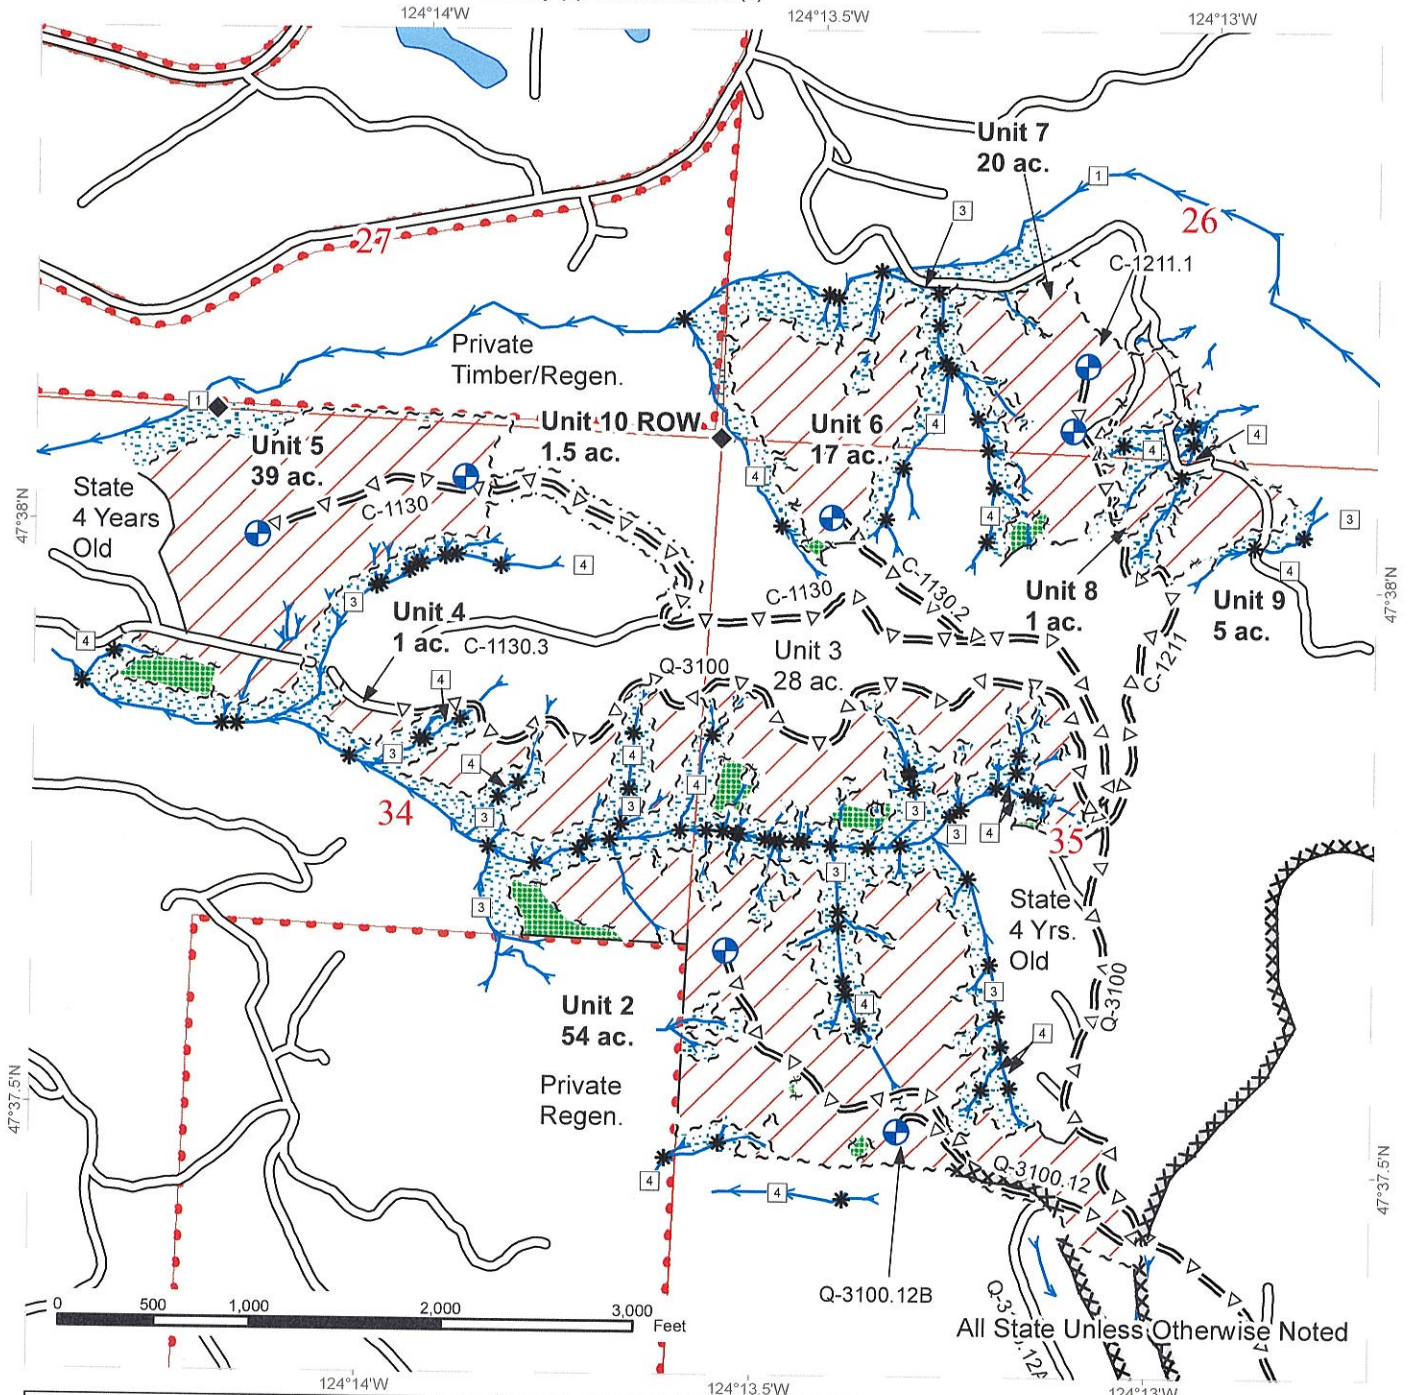 124°14'W
124°13.5'W
124°13'W
Unit 7
20 ac.
1
26
3
27
C-1211.1
Private
Timber/Regen.
1
Unit 10 ROW
1.5 ac.
Unit 6
17 ac.
4
4
4
Unit 5
39 ac.
4
State
4 Years
Old
C-1130
47°38'N
4
3
4
4
C-1130.2
47°38'N
3
C-1130
Unit 8
1 ac.
Unit 9
5 ac.
Unit 4
1 ac.
4
C-1130.3
Unit 3
28 ac.
Q-3100
C-1211
4
3
4
4
4
34
3
3
3
3
4
35
3
3
State
4 Yrs.
Old
Q-3100
3
Unit 2
54 ac.
4
4
Private
Regen.
47°37.5'N
47°37.5'N
Q-3100.12
4
4
Q-3100.12B
0
500
1,000
2,000
3,000
Feet
All State Unless Otherwise Noted
124°14'W
124°13.5'W
124°13'W